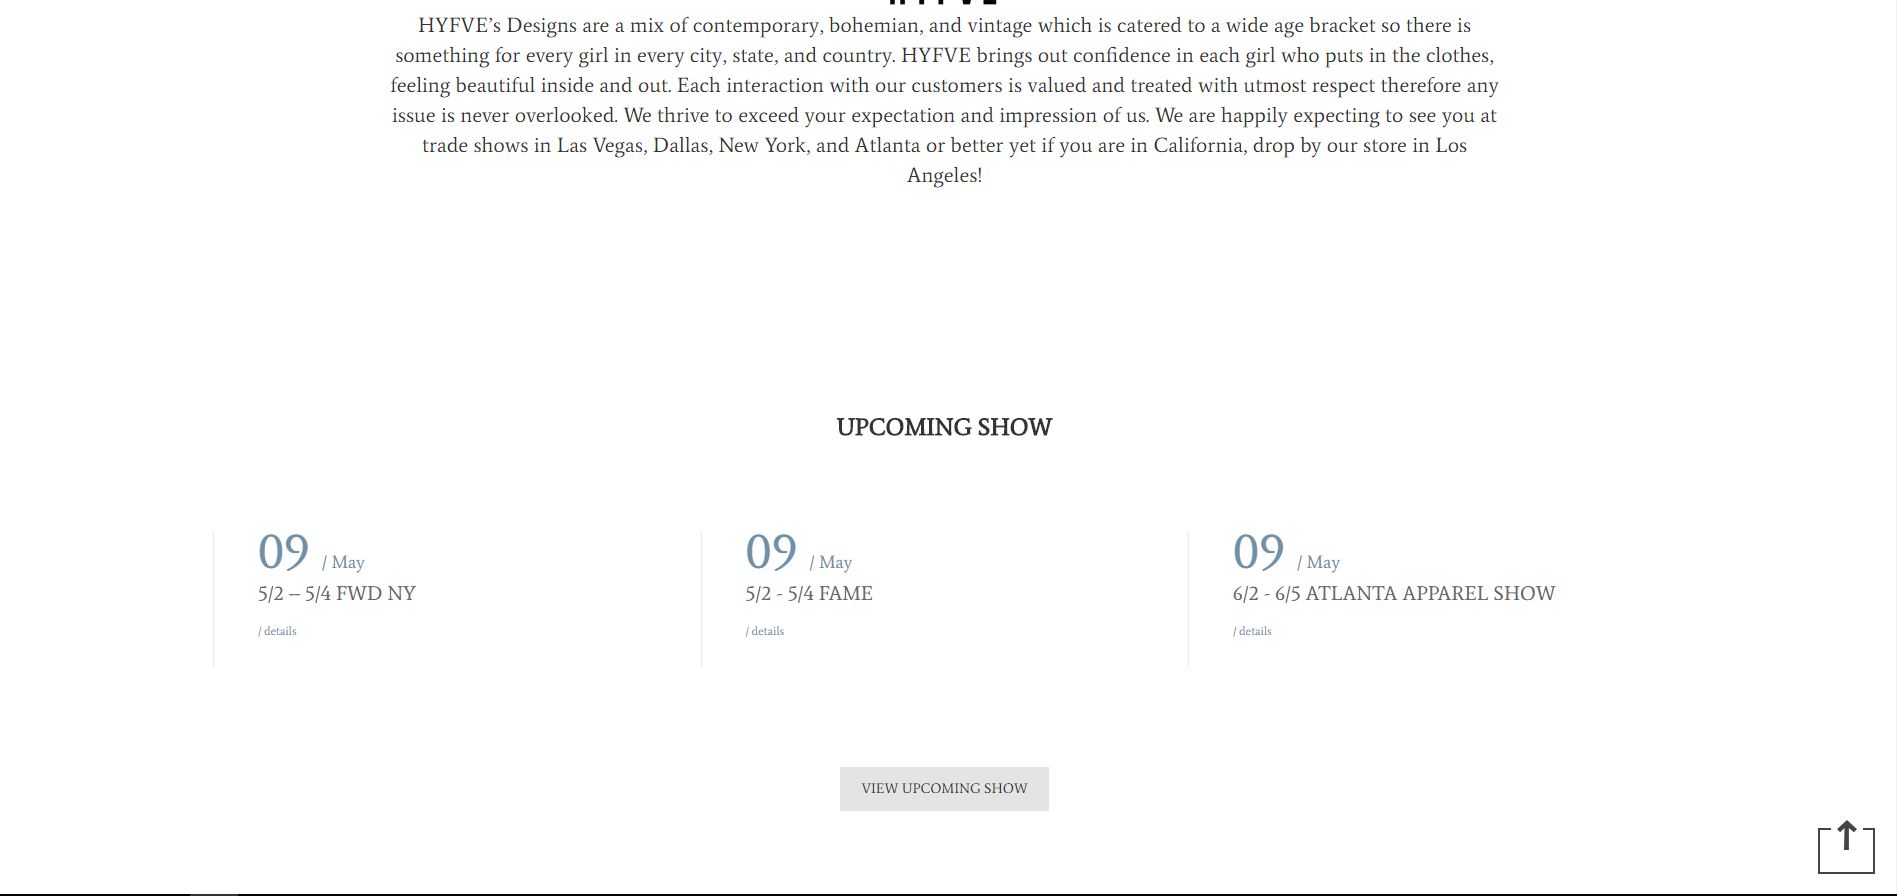 HYFVE
HYFVE’s Designs are a mix of contemporary, bohemian, and vintage which is catered to a wide age bracket so there is
something for every girl in every city, state, and country. HYFVE brings out confidence in each girl who puts in the clothes,
feeling beautiful inside and out. Each interaction with our customers is valued and treated with utmost respect therefore any
issue is never overlooked. We thrive to exceed your expectation and impression of us. We are happily expecting to see you at
trade shows in Las Vegas, Dallas, New York, and Atlanta or better yet if you are in California, drop by our store in Los
Angeles!
UPCOMING SHOW
09 / May
5/2 – 5/4 FWD NY
/ details
09 / May
5/2 - 5/4 FAME
/ details
09 / May
6/2 - 6/5 ATLANTA APPAREL SHOW
/ details
VIEW UPCOMING SHOW